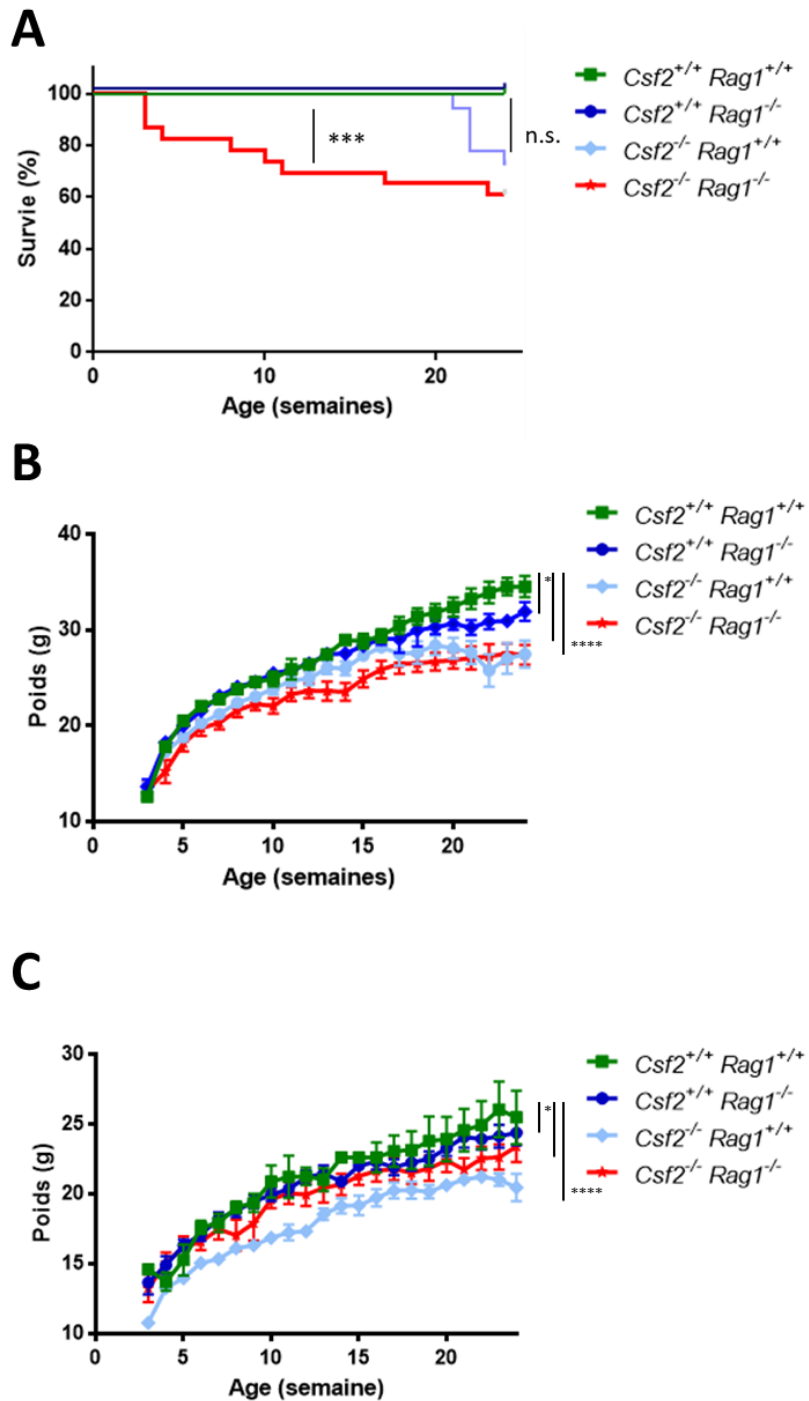 A
Survie (%)
100
80
60
40
20
0
0 10 20
Age (semaines)
***
n.s.
Csf2+/+ Rag1+/+
Csf2+/+ Rag1-/-
Csf2-/- Rag1+/+
Csf2-/- Rag1-/-
B
Poids (g)
40
30
20
10
0 5 10 15 20
Age (semaines)
*
****
Csf2+/+ Rag1+/+
Csf2+/+ Rag1-/-
Csf2-/- Rag1+/+
Csf2-/- Rag1-/-
C
Poids (g)
30
25
20
15
10
0 5 10 15 20
Age (semaine)
*
****
Csf2+/+ Rag1+/+
Csf2+/+ Rag1-/-
Csf2-/- Rag1+/+
Csf2-/- Rag1-/-